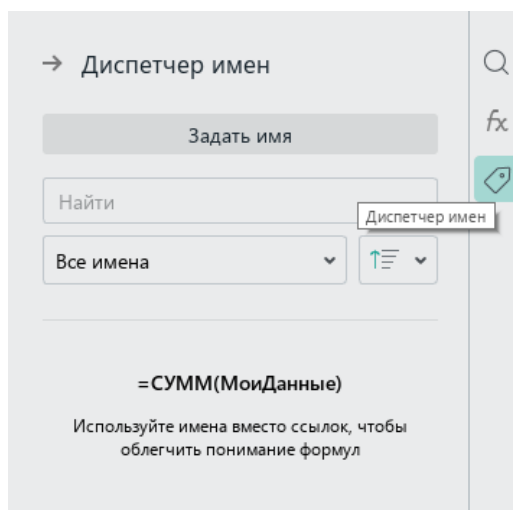 → Диспетчер имен
Задать имя
fx
Найти
Диспетчер имен
Все имена
=СУММ(МоиДанные)
Используйте имена вместо ссылок, чтобы
облегчить понимание формул